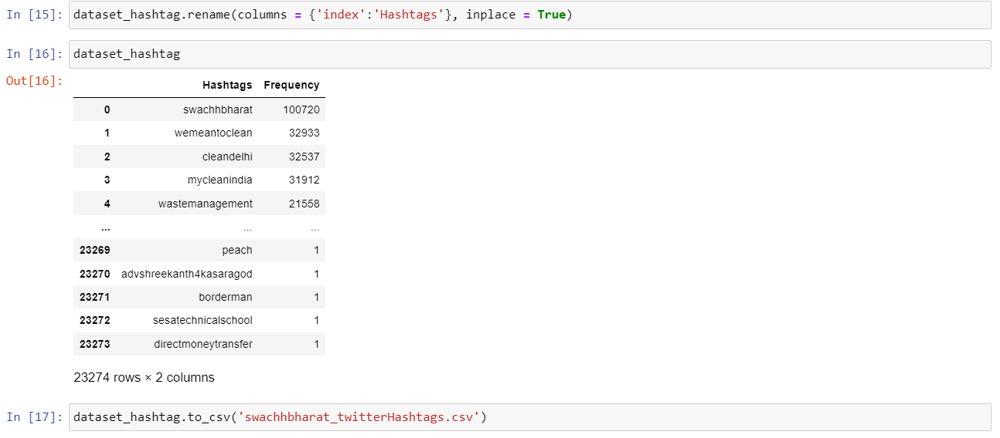 In [15]: dataset_hashtag.rename(columns = {'index':'Hashtags'}, inplace = True)
In [16]: dataset_hashtag
Out[16]:
Hashtags Frequency
0 swachhbharat 100720
1 wemeantoclean 32933
2 cleandelhi 32537
3 mycleanindia 31912
4 wastemanagement 21558
... ... ...
23269 peach 1
23270 advshreekanth4kasaragod 1
23271 borderman 1
23272 sesatechnicalschool 1
23273 directmoneytransfer 1
23274 rows × 2 columns
In [17]: dataset_hashtag.to_csv('swachhbharat_twitterHashtags.csv')